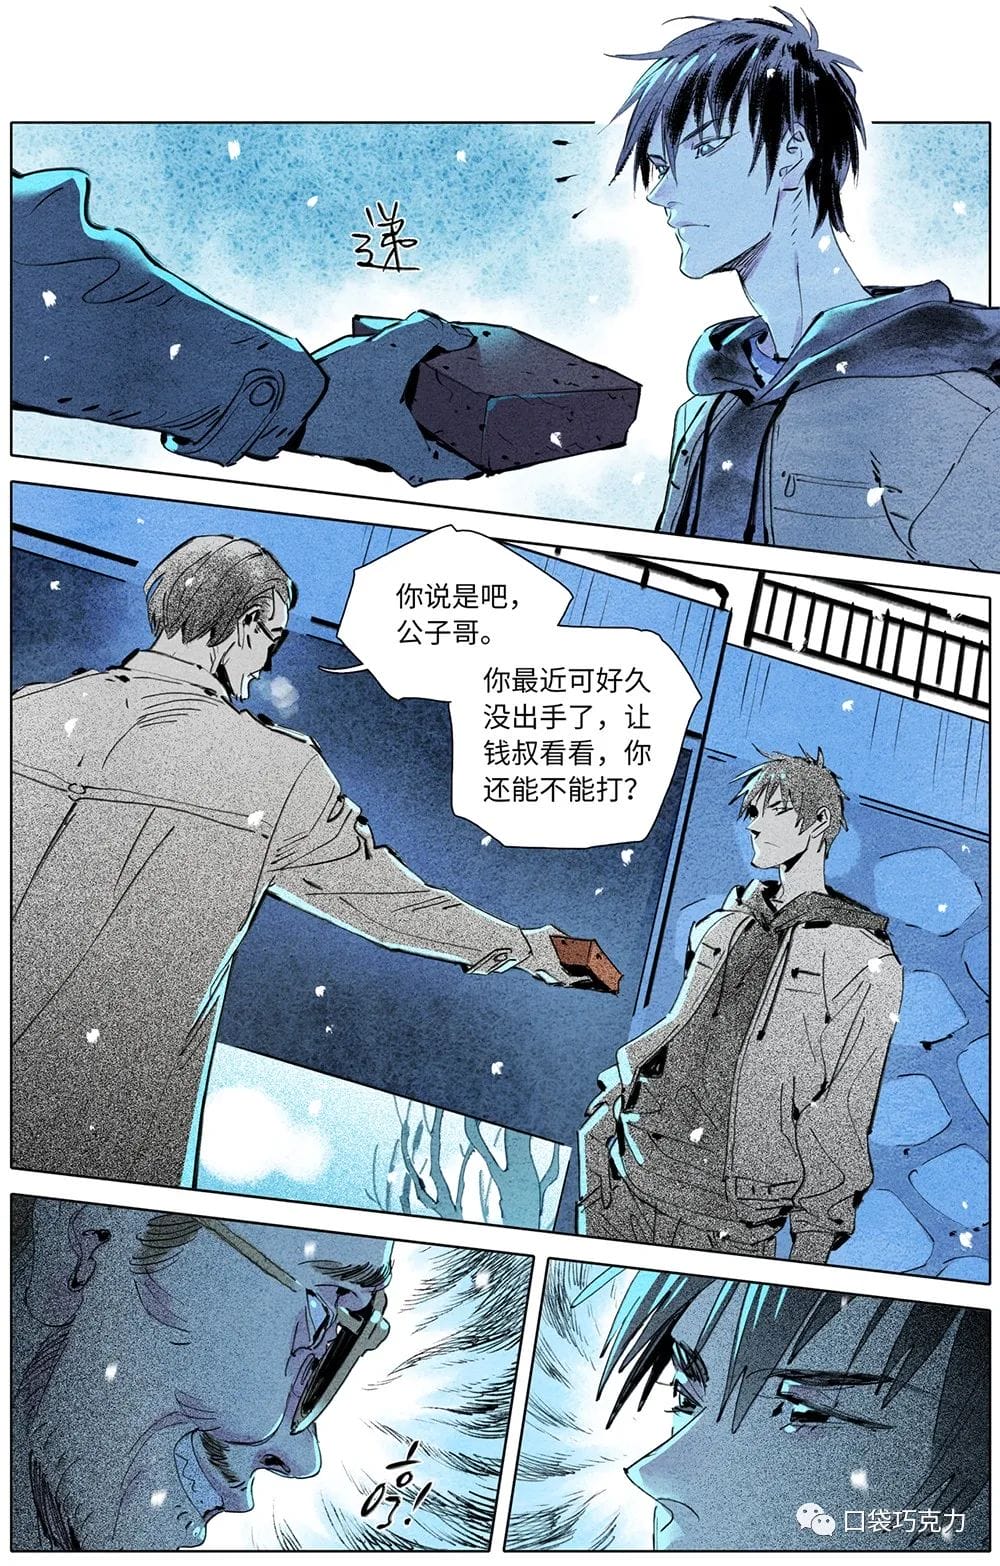 递
你说是吧，
公子哥。
你最近可好久
没出手了，让
钱叔看看，你
还能不能打？
哼！
口袋巧克力